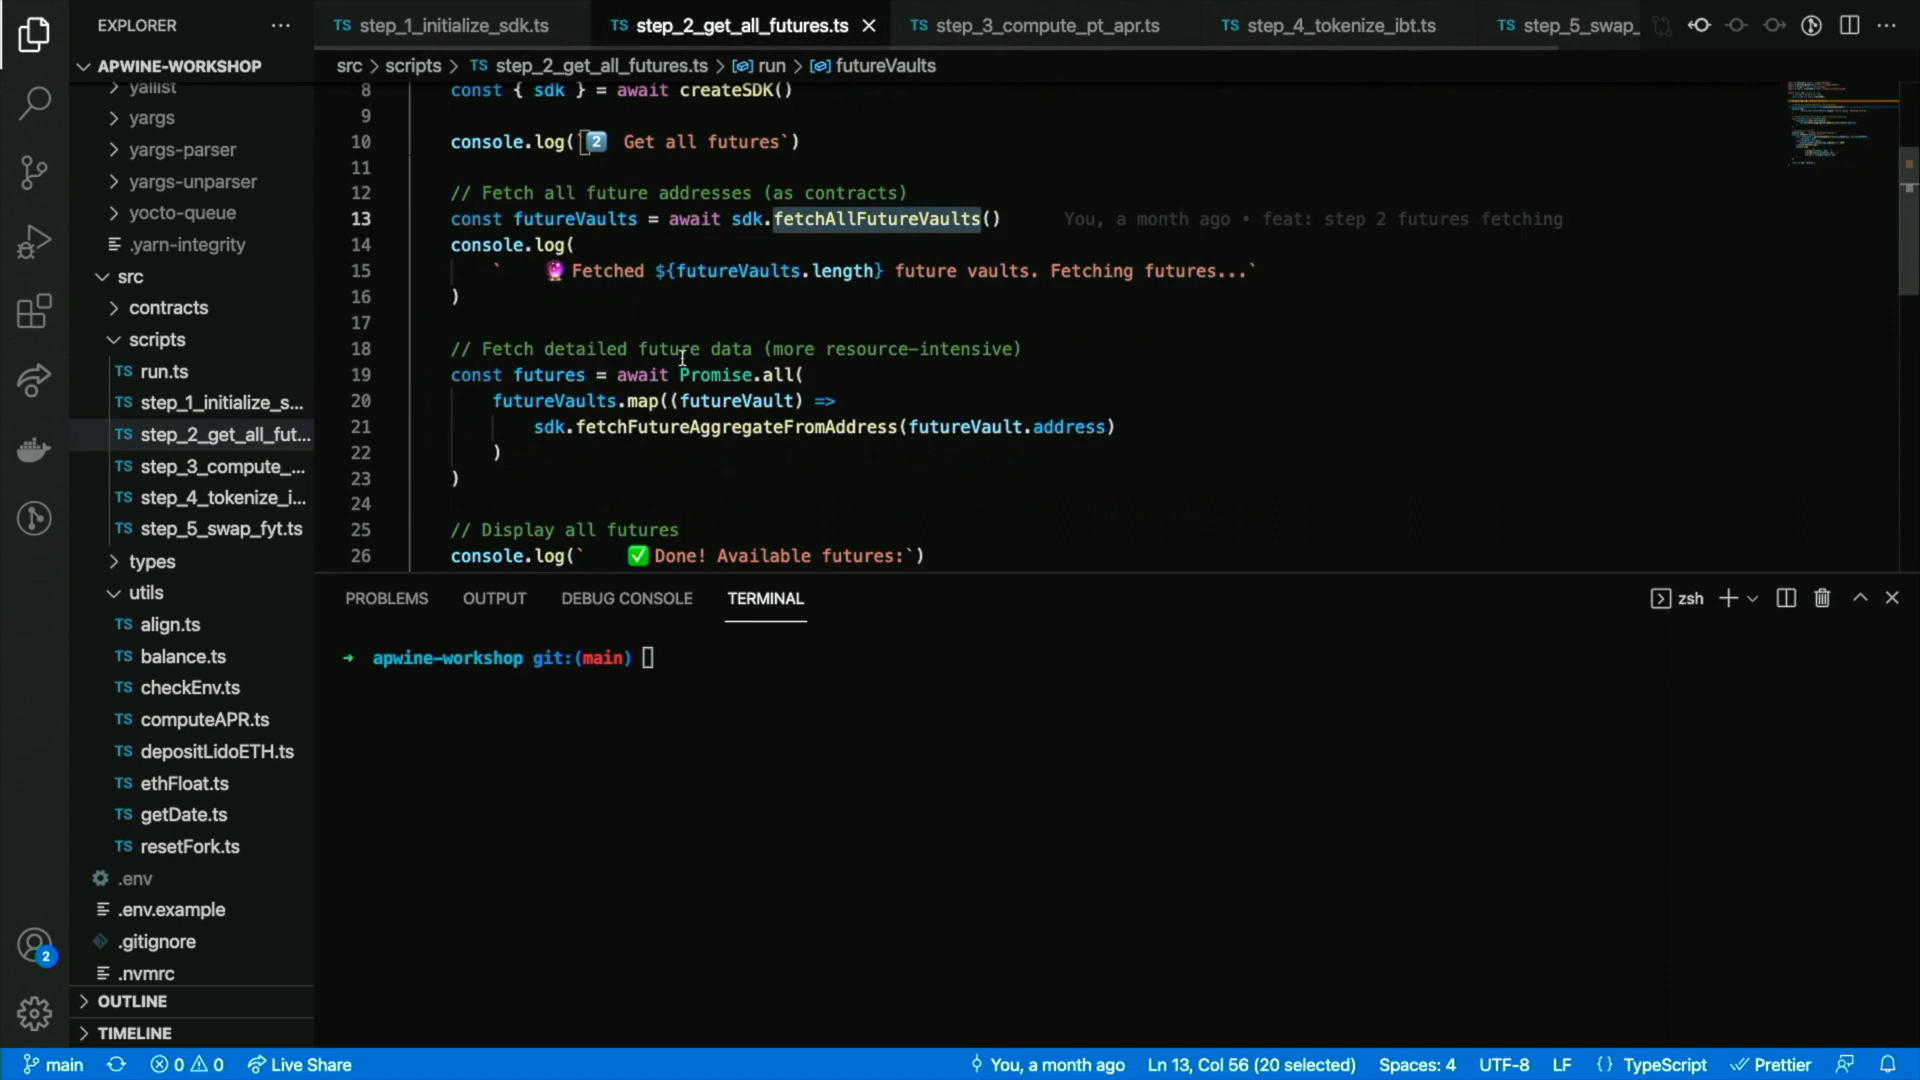 EXPLORER
step_1_initialize_sdk.ts
step_2_get_all_futures.ts
step_3_compute_pt_apr.ts
step_4_tokenize_ibt.ts
step_5_swap_
APWINE-WORKSHOP
src > scripts > TS step_2_get_all_futures.ts > run > futureVaults
yallist
yargs
yargs-parser
yargs-unparser
yocto-queue
.yarn-integrity
src
contracts
scripts
TS run.ts
TS step_1_initialize_s...
TS step_2_get_all_fut...
TS step_3_compute_...
TS step_4_tokenize_i...
TS step_5_swap_fyt.ts
types
utils
TS align.ts
TS balance.ts
TS checkEnv.ts
TS computeAPR.ts
TS depositLidoETH.ts
TS ethFloat.ts
TS getDate.ts
TS resetFork.ts
.env
.env.example
.gitignore
.nvmrc
OUTLINE
TIMELINE
8 const { sdk } = await createSDK()
9
10 console.log(`2️⃣ Get all futures`)
11
12 // Fetch all future addresses (as contracts)
13 const futureVaults = await sdk.fetchAllFutureVaults() You, a month ago • feat: step 2 futures fetching
14 console.log(
15 ` 🔮 Fetched ${futureVaults.length} future vaults. Fetching futures...`
16 )
17
18 // Fetch detailed future data (more resource-intensive)
19 const futures = await Promise.all(
20 futureVaults.map((futureVault) =>
21 sdk.fetchFutureAggregateFromAddress(futureVault.address)
22 )
23 )
24
25 // Display all futures
26 console.log(` ✅ Done! Available futures:`)
PROBLEMS OUTPUT DEBUG CONSOLE TERMINAL
zsh
→ apwine-workshop git:(main)
2
main 0 0 Live Share
You, a month ago Ln 13, Col 56 (20 selected) Spaces: 4 UTF-8 LF {} TypeScript Prettier